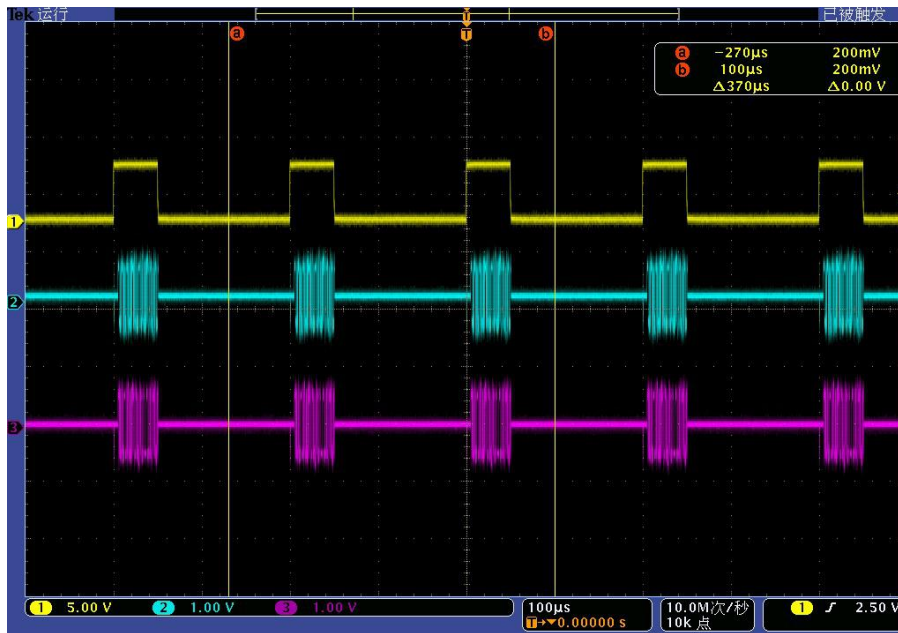 Tek 运行 T 已被触发
a T b
a -270μs 200mV
b 100μs 200mV
Δ370μs Δ0.00 V
1
2
3
1 5.00 V 2 1.00 V 3 1.00 V 100μs 10.0M次/秒 1 2.50 V
T→▼0.00000 s 10k 点